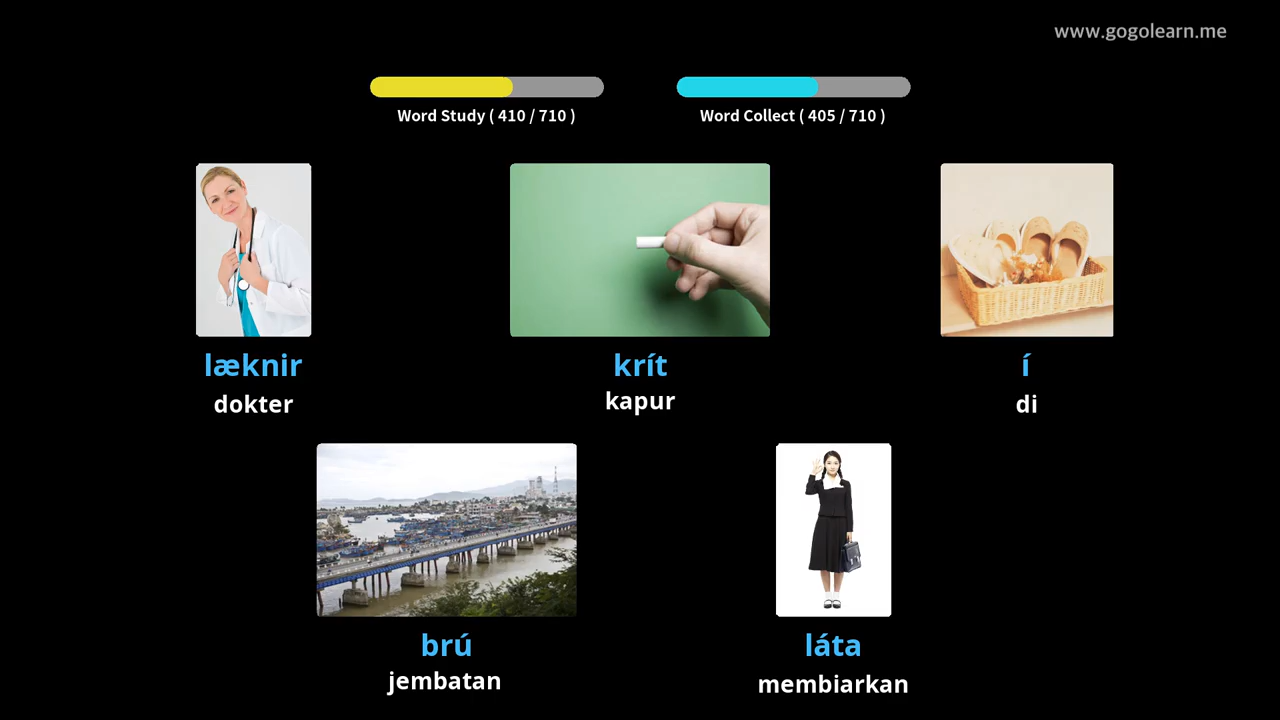 www.gogolearn.me
Word Study ( 410 / 710 )
Word Collect ( 405 / 710 )
læknir
dokter
krít
kapur
í
di
brú
jembatan
láta
membiarkan